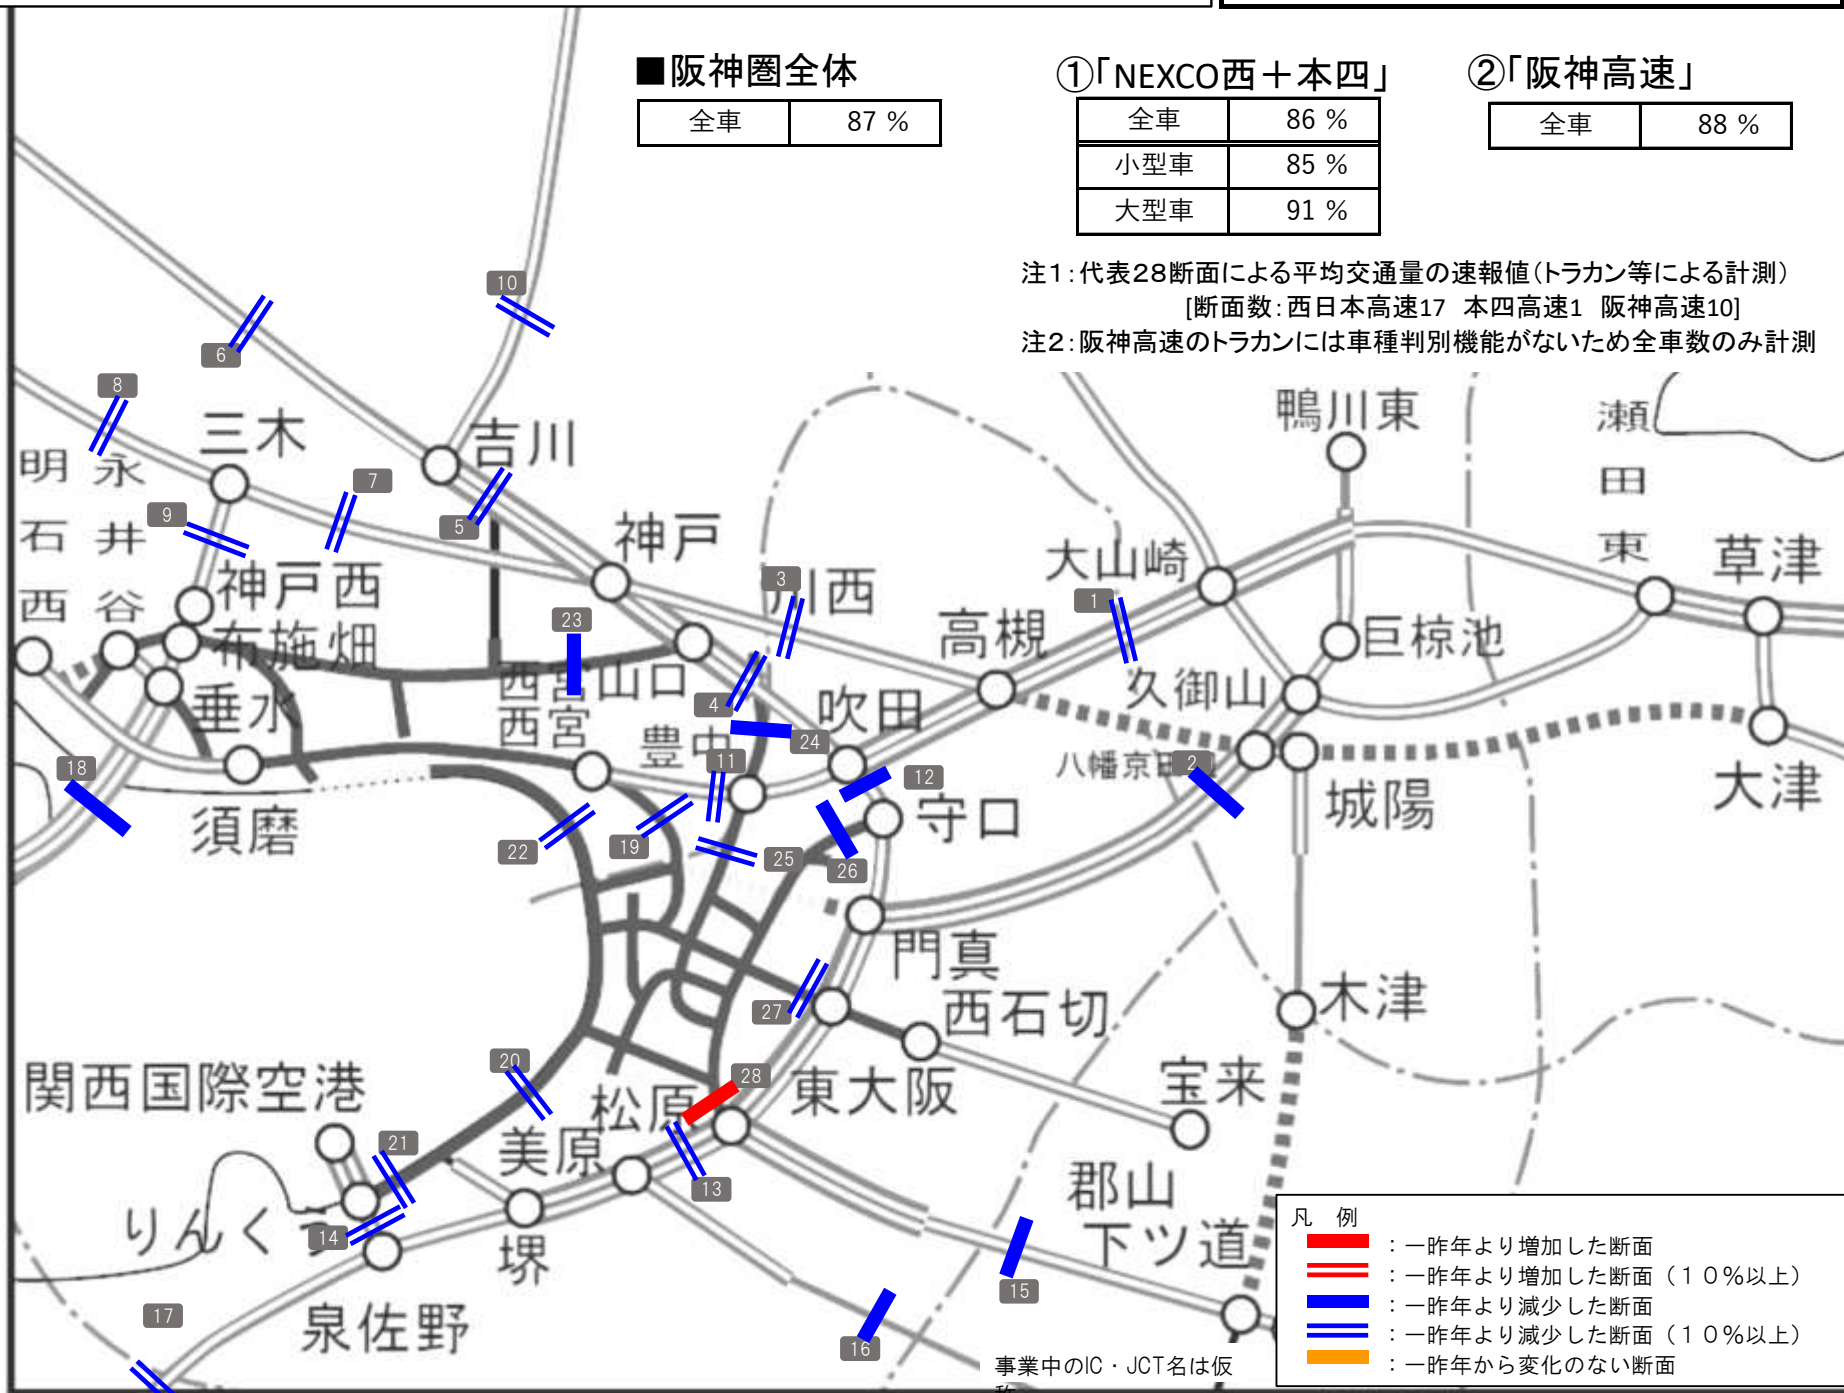 ■阪神圏全体
全車 87 %
①「NEXCO西＋本四」
全車 86 %
小型車 85 %
大型車 91 %
②「阪神高速」
全車 88 %
注1：代表28断面による平均交通量の速報値（トラカン等による計測）
[断面数：西日本高速17 本四高速1 阪神高速10]
注2：阪神高速のトラカンには車種判別機能がないため全車数のみ計測
10
6
8
三木
吉川
鴨川東
瀬田東
明石西
永井谷
7
9
5
神戸
大山崎
草津
神戸西
3
川西
1
高槻
布施畑
23
巨椋池
西宮山口
久御山
垂水
西宮
4
吹田
豊中
24
八幡京田
2
18
11
12
城陽
大津
須磨
守口
22
19
25
26
門真
西石切
木津
27
20
28
関西国際空港
松原
東大阪
宝来
21
美原
13
郡山
りんくう
14
下ツ道
堺
15
17
泉佐野
16
事業中のIC・JCT名は仮
称
凡 例
：一昨年より増加した断面
：一昨年より増加した断面（１０％以上）
：一昨年より減少した断面
：一昨年より減少した断面（１０％以上）
：一昨年から変化のない断面